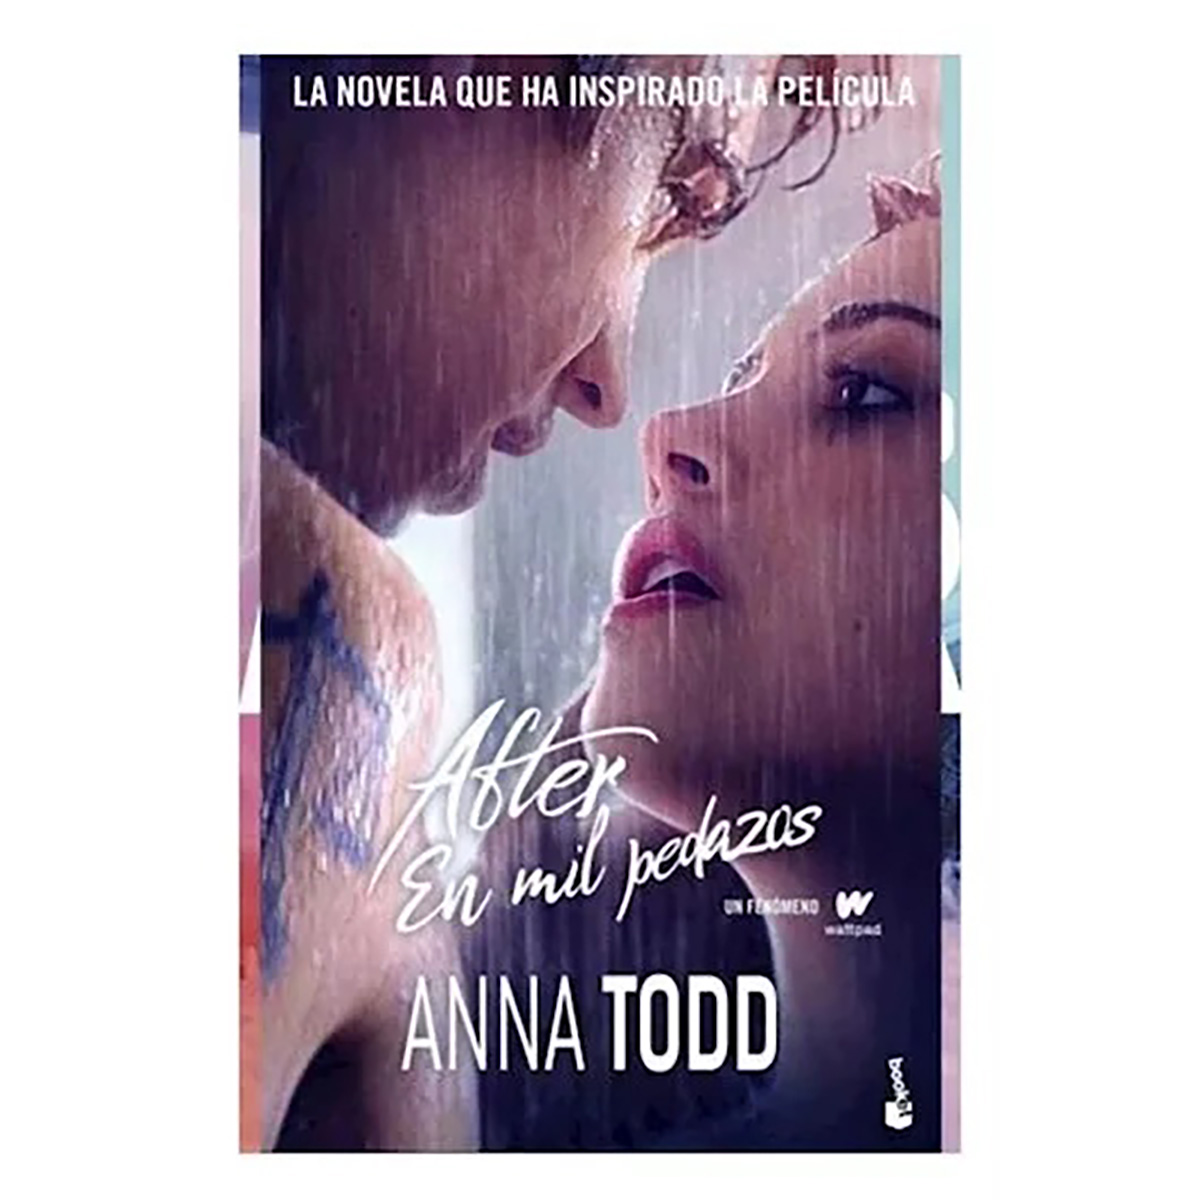 LA NOVELA QUE HA INSPIRADO LA PELÍCULA
After
En mil pedazos
UN FENÓMENO
wattpad
ANNA TODD
booket